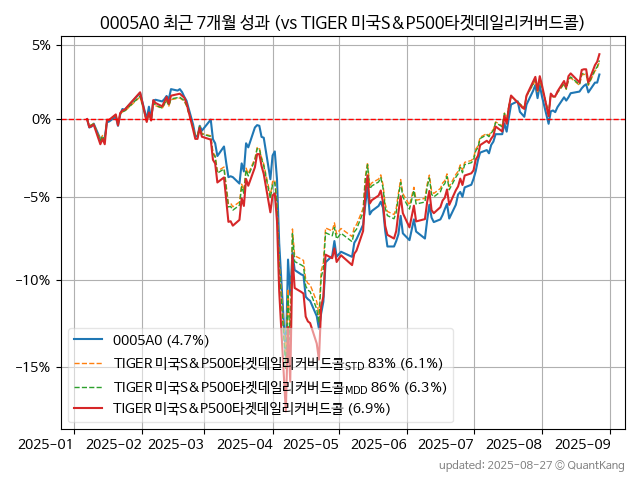 0005A0 최근 7개월 성과 (vs TIGER 미국S&P500타겟데일리커버드콜)
5%
0%
−5%
−10%
−15%
0005A0 (4.7%)
TIGER 미국S&P500타겟데일리커버드콜STD 83% (6.1%)
TIGER 미국S&P500타겟데일리커버드콜MDD 86% (6.3%)
TIGER 미국S&P500타겟데일리커버드콜 (6.9%)
2025-01 2025-02 2025-03 2025-04 2025-05 2025-06 2025-07 2025-08 2025-09
updated: 2025-08-27 © QuantKang